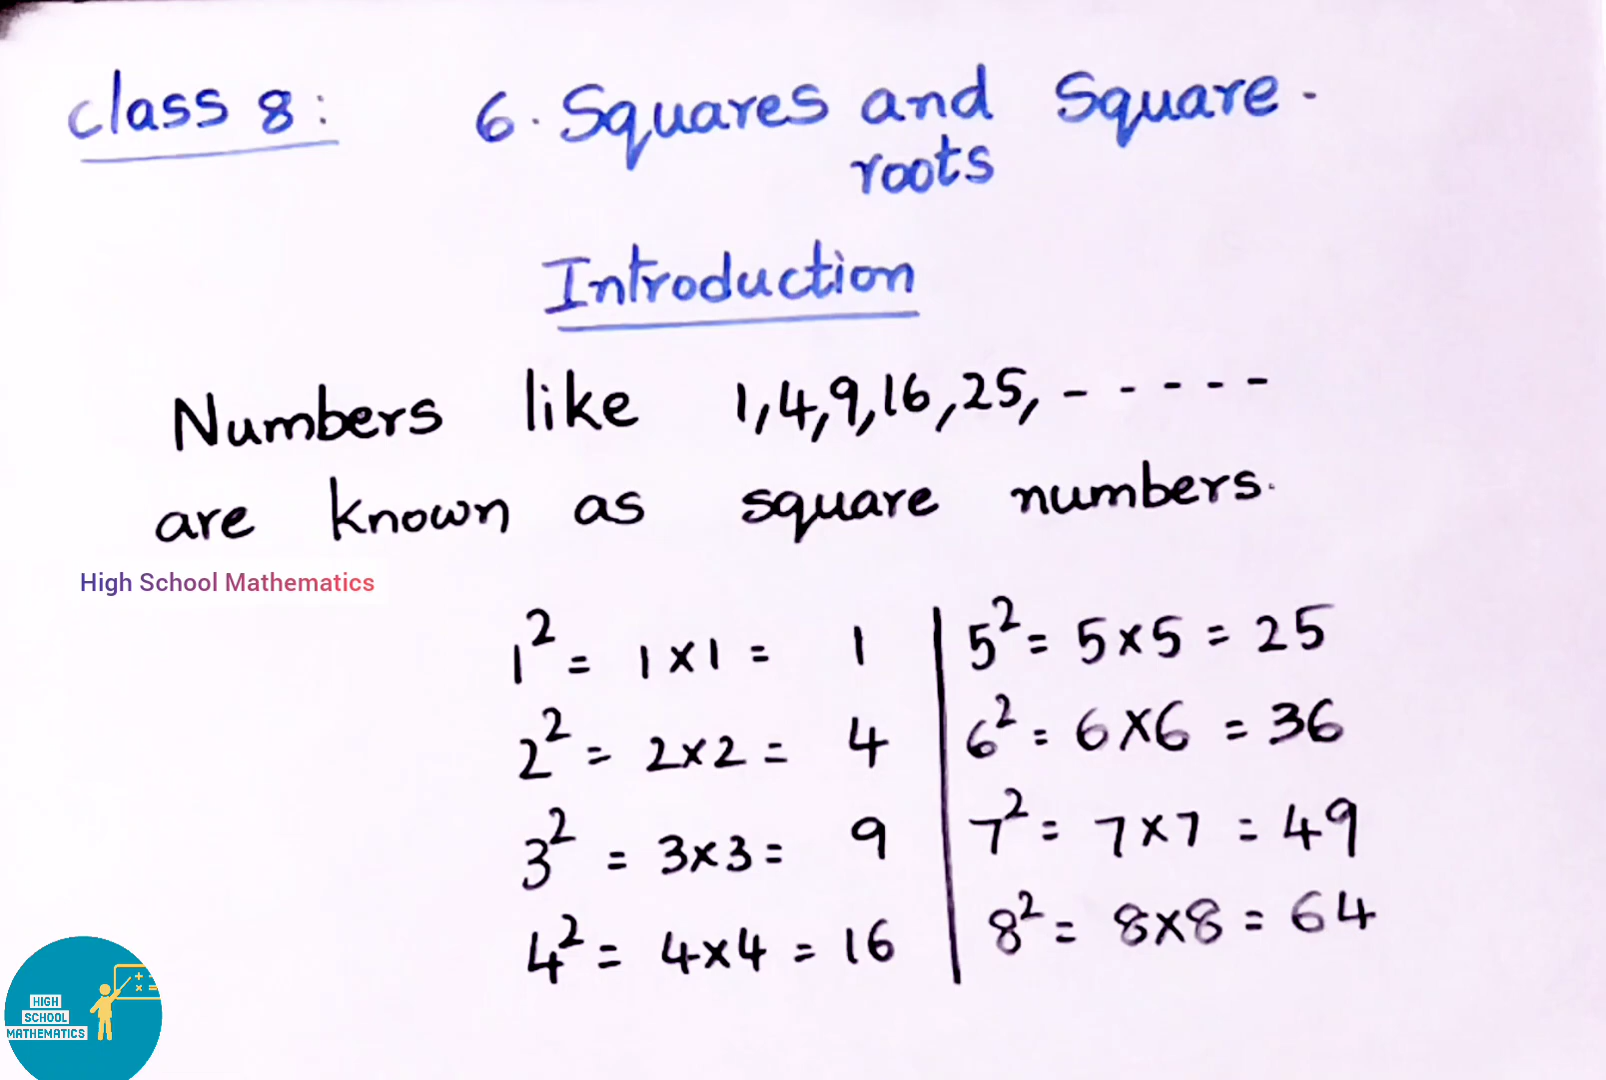 class 8: 6. Squares and Square
roots
Introduction
Numbers like 1,4,9,16,25,- - - - -
are known as square numbers.
High School Mathematics
1² = 1×1 = 1
2² = 2×2 = 4
3² = 3×3 = 9
4² = 4×4 = 16
5² = 5×5 = 25
6² = 6×6 = 36
7² = 7×7 = 49
8² = 8×8 = 64
HIGH
SCHOOL
MATHEMATICS
+ -
× =